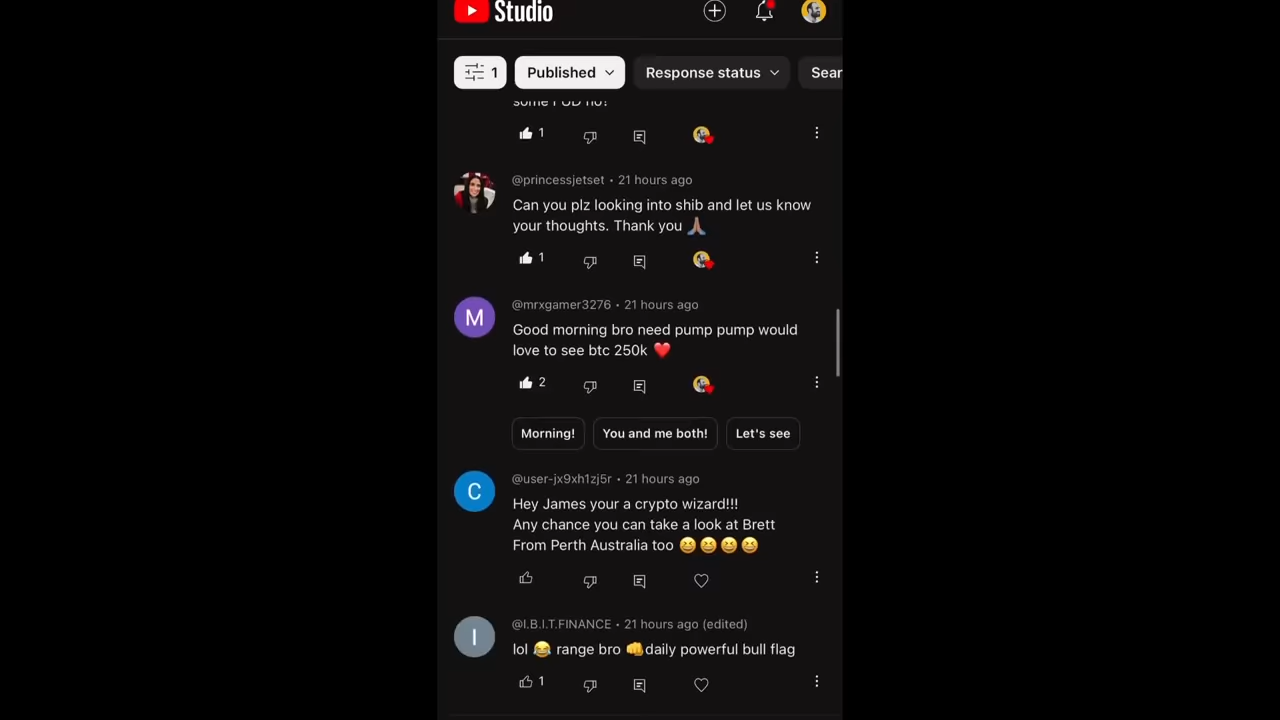 Studio
1
Published
Response status
Sear
1
@princessjetset • 21 hours ago
Can you plz looking into shib and let us know
your thoughts. Thank you 🙏🏽
1
@mrxgamer3276 • 21 hours ago
Good morning bro need pump pump would
love to see btc 250k ❤️
2
Morning!
You and me both!
Let's see
C
@user-jx9xh1zj5r • 21 hours ago
Hey James your a crypto wizard!!!
Any chance you can take a look at Brett
From Perth Australia too 😆😆😆😆
I
@I.B.I.T.FINANCE • 21 hours ago (edited)
lol 😂 range bro 👊daily powerful bull flag
1